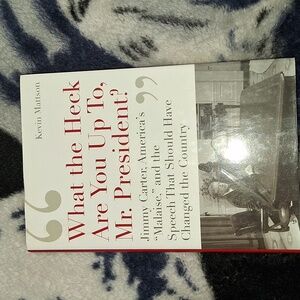 Kevin Mattson
“What the Heck
Are You Up To,
Mr. President?”
Jimmy Carter, America's
"Malaise," and the
Speech That Should Have
Changed the Country